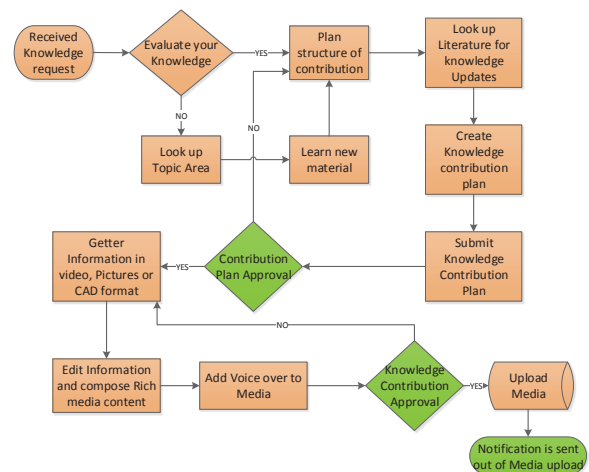 Received
Knowledge
request
Evaluate your
Knowledge
YES
Plan
structure of
contribution
Look up
Literature for
knowledge
Updates
NO
NO
Look up
Topic Area
Learn new
material
Create
Knowledge
contribution
plan
Getter
Information in
video, Pictures or
CAD format
YES
Contribution
Plan Approval
Submit
Knowledge
Contribution
Plan
NO
Edit Information
and compose Rich
media content
Add Voice over to
Media
Knowledge
Contribution
Approval
YES
Upload
Media
Notification is sent
out of Media upload